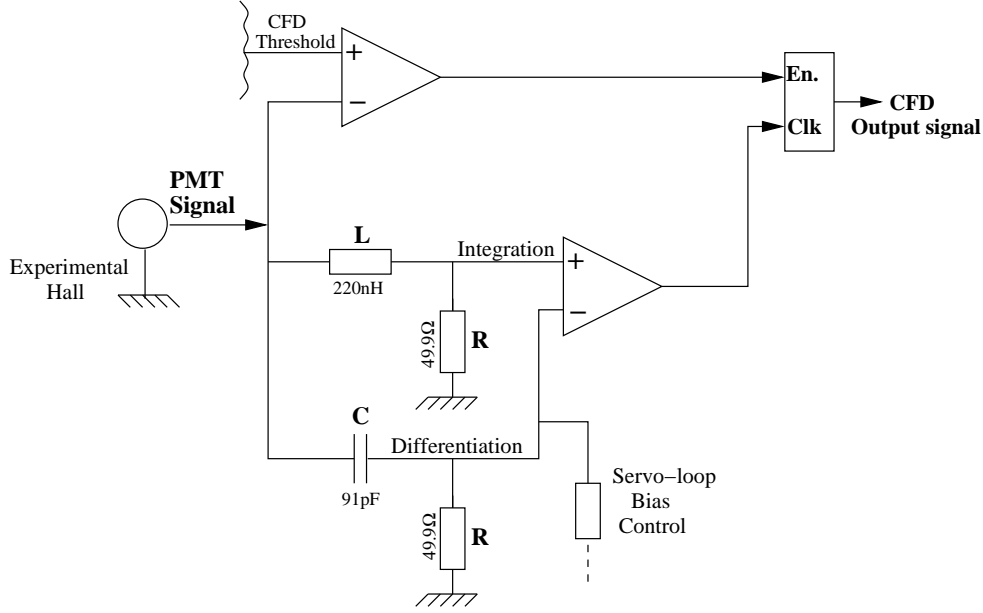 CFD
Threshold
+
−
En.
Clk
CFD
Output signal
PMT
Signal
Experimental
Hall
L
220nH
Integration
+
−
49.9Ω
R
C
91pF
Differentiation
49.9Ω
R
Servo−loop
Bias
Control